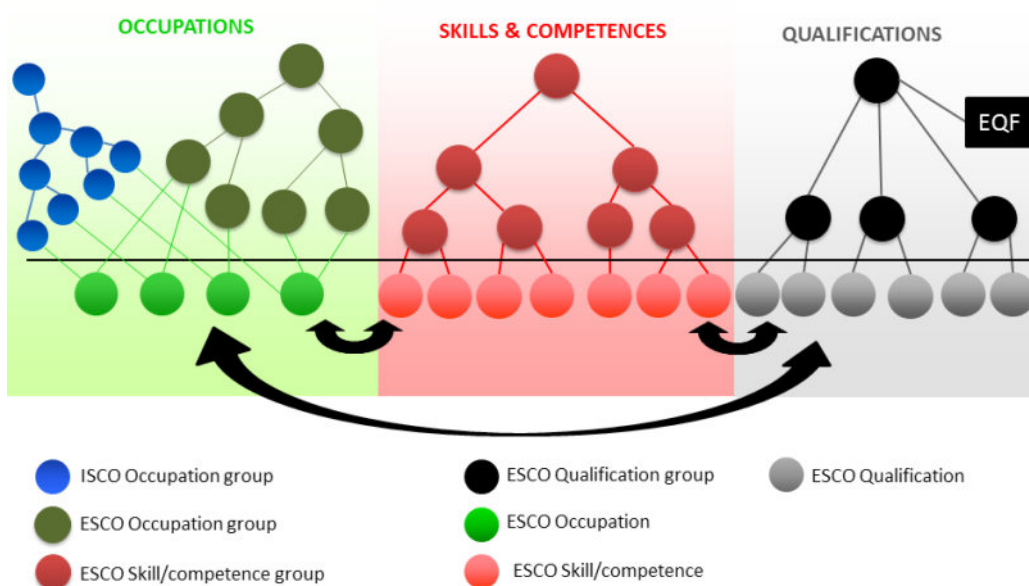 OCCUPATIONS
SKILLS & COMPETENCES
QUALIFICATIONS
EQF
ISCO Occupation group
ESCO Qualification group
ESCO Qualification
ESCO Occupation group
ESCO Occupation
ESCO Skill/competence group
ESCO Skill/competence